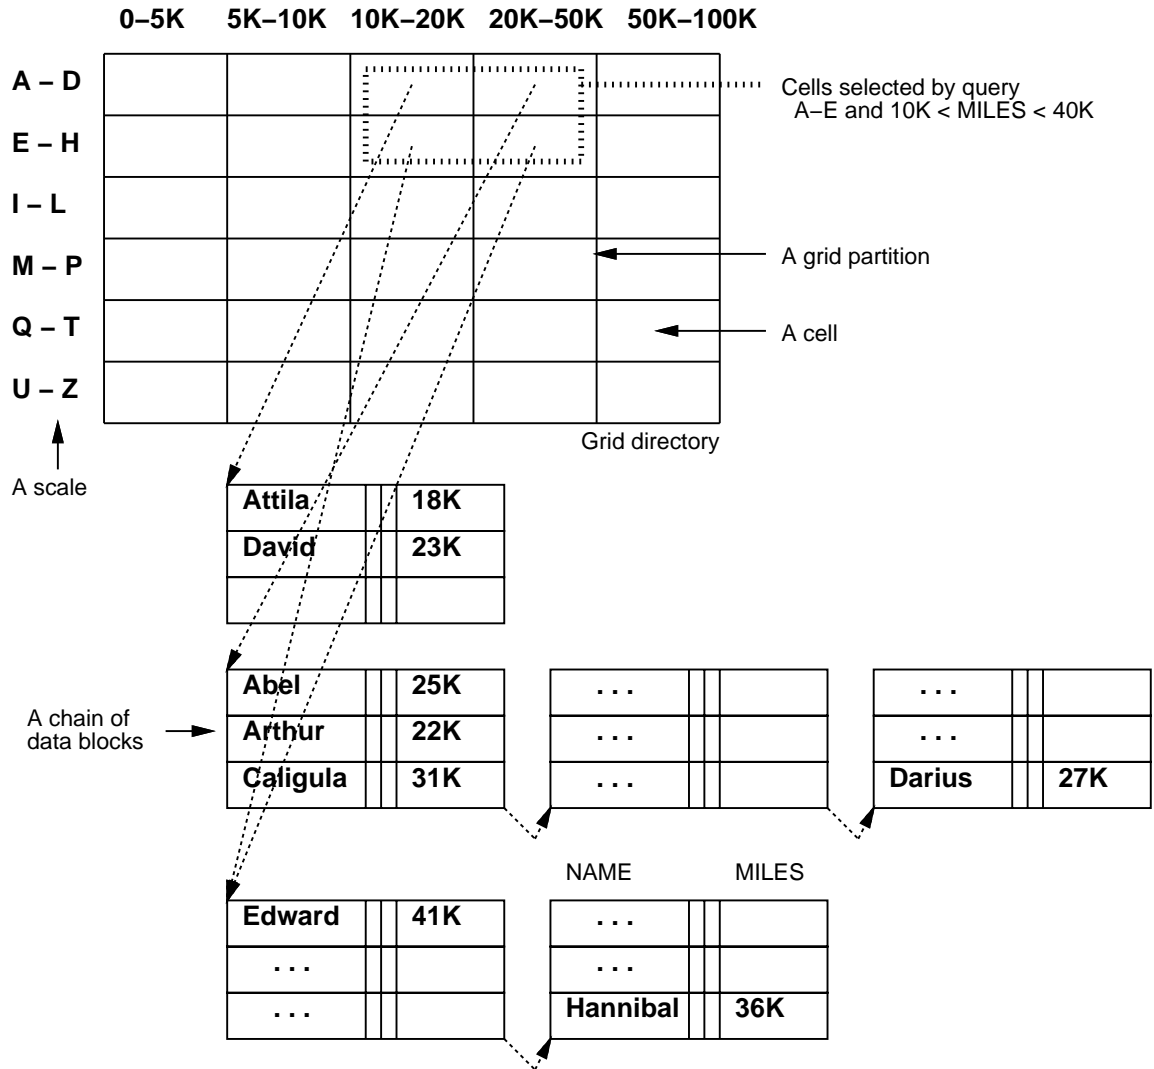 0–5K 5K–10K 10K–20K 20K–50K 50K–100K
A – D
Cells selected by query
A–E and 10K < MILES < 40K
E – H
I – L
M – P
A grid partition
Q – T
A cell
U – Z
Grid directory
A scale
Attila 18K
David 23K
Abel 25K . . . . . .
A chain of
data blocks
Arthur 22K . . . . . .
Caligula 31K . . . Darius 27K
NAME MILES
Edward 41K . . .
. . . . . .
. . . Hannibal 36K